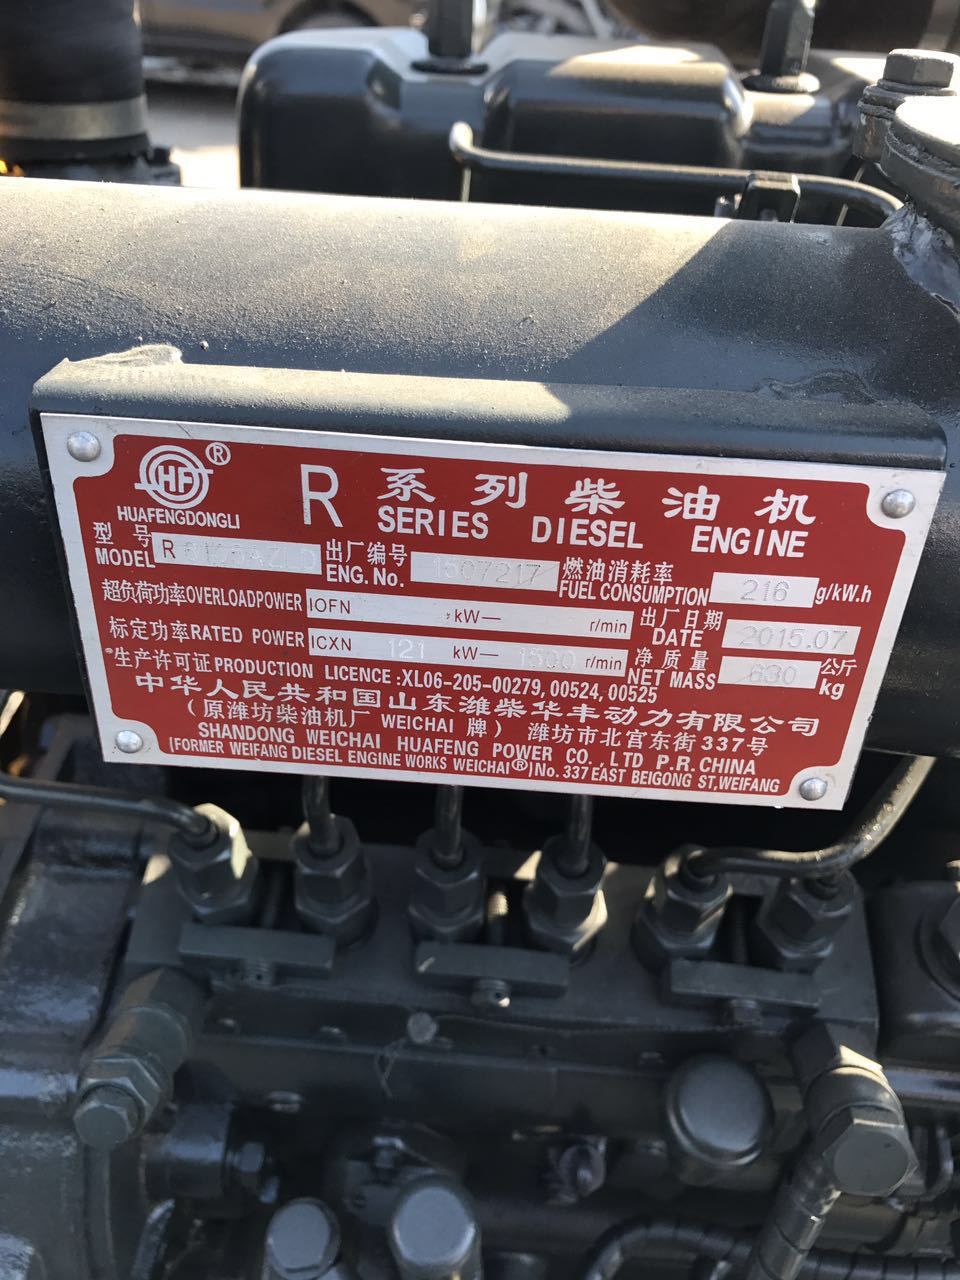 HF ®
HUAFENGDONGLI
R 系列柴油机
SERIES DIESEL ENGINE
型号 MODEL R6105AZLD 出厂编号 ENG. No. 1507217 燃油消耗率 FUEL CONSUMPTION 216 g/kW.h
超负荷功率OVERLOADPOWER IOFN kW— r/min 出厂日期 DATE 2015.07
标定功率RATED POWER ICXN 121 kW— 1500 r/min 净质量 NET MASS 630 公斤 kg
生产许可证PRODUCTION LICENCE:XL06-205-00279,00524,00525
中华人民共和国山东潍柴华丰动力有限公司
(原潍坊柴油机厂 WEICHAI 牌) 潍坊市北宫东街337号
SHANDONG WEICHAI HUAFENG POWER CO.,LTD P.R.CHINA
(FORMER WEIFANG DIESEL ENGINE WORKS WEICHAI®)No.337 EAST BEIGONG ST,WEIFANG